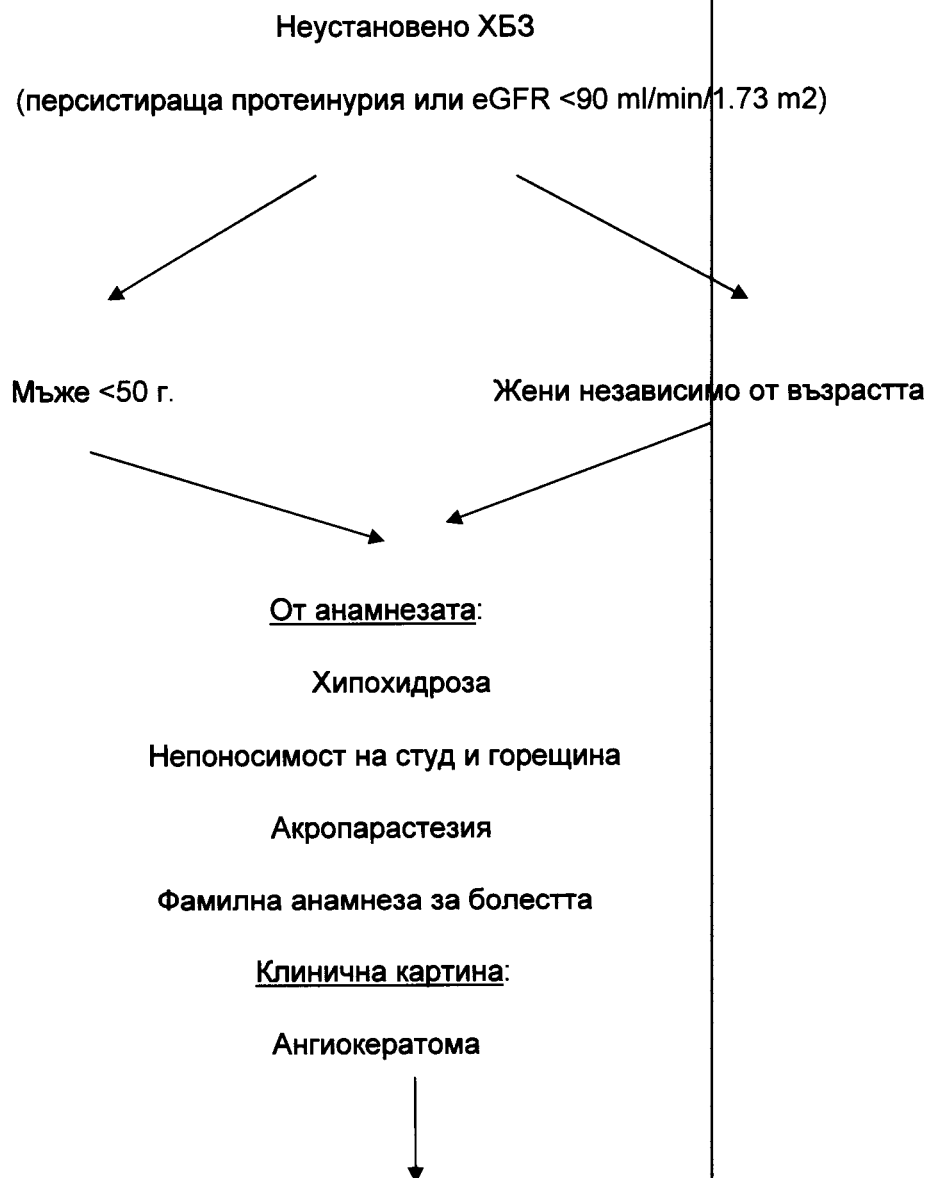 Неустановено ХБЗ
(персистираща протеинурия или eGFR <90 ml/min/1.73 m2)
Мъже <50 г.
Жени независимо от възрастта
От анамнезата:
Хипохидроза
Непоносимост на студ и горещина
Акропарастезия
Фамилна анамнеза за болестта
Клинична картина:
Ангиокератома